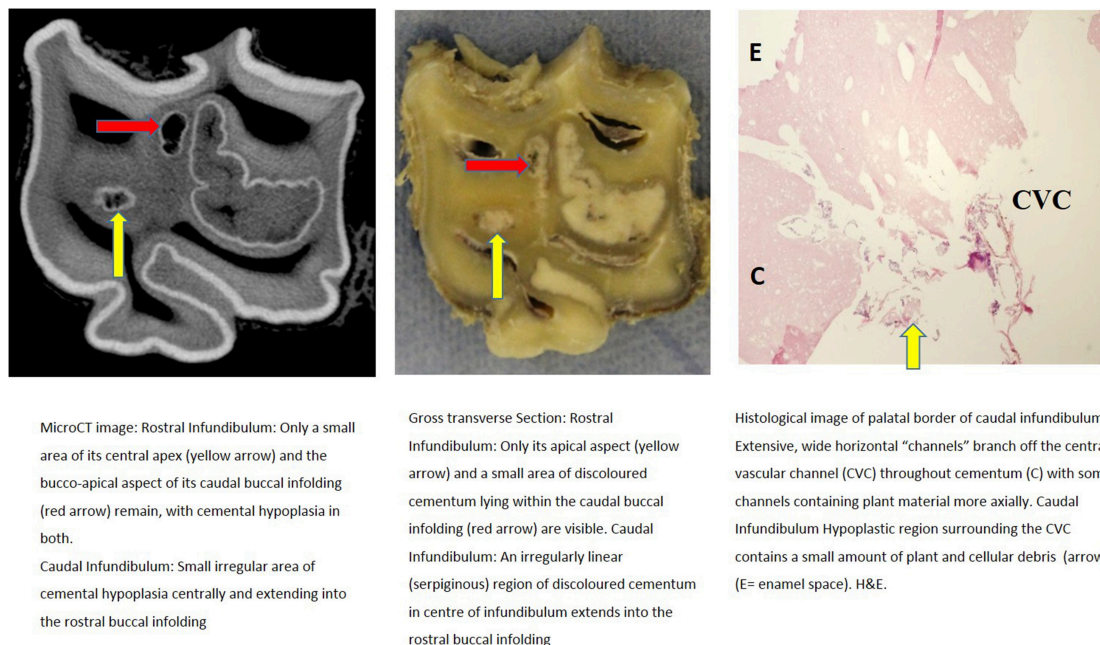 E
CVC
C
MicroCT image: Rostral Infundibulum: Only a small
area of its central apex (yellow arrow) and the
bucco-apical aspect of its caudal buccal infolding
(red arrow) remain, with cemental hypoplasia in
both.
Caudal Infundibulum: Small irregular area of
cemental hypoplasia centrally and extending into
the rostral buccal infolding
Gross transverse Section: Rostral
Infundibulum: Only its apical aspect (yellow
arrow) and a small area of discoloured
cementum lying within the caudal buccal
infolding (red arrow) are visible. Caudal
Infundibulum: An irregularly linear
(serpiginous) region of discoloured cementum
in centre of infundibulum extends into the
rostral buccal infolding
Histological image of palatal border of caudal infundibulum
Extensive, wide horizontal “channels” branch off the centra
vascular channel (CVC) throughout cementum (C) with som
channels containing plant material more axially. Caudal
Infundibulum Hypoplastic region surrounding the CVC
contains a small amount of plant and cellular debris (arrow
(E= enamel space). H&E.